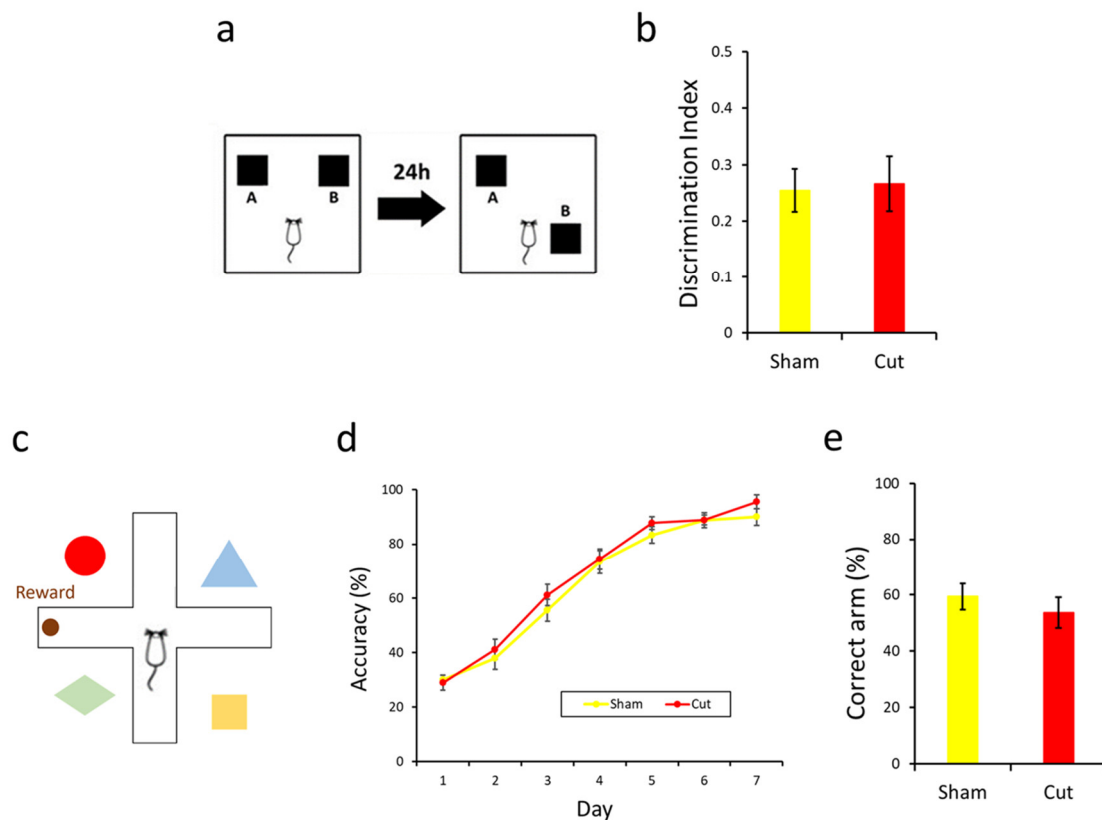 a
A
B
24h
A
B
b
Discrimination Index
0.5
0.4
0.3
0.2
0.1
0
Sham Cut
c
Reward
d
Accuracy (%)
100
80
60
40
20
0
Sham Cut
1 2 3 4 5 6 7
Day
e
Correct arm (%)
100
80
60
40
20
0
Sham Cut